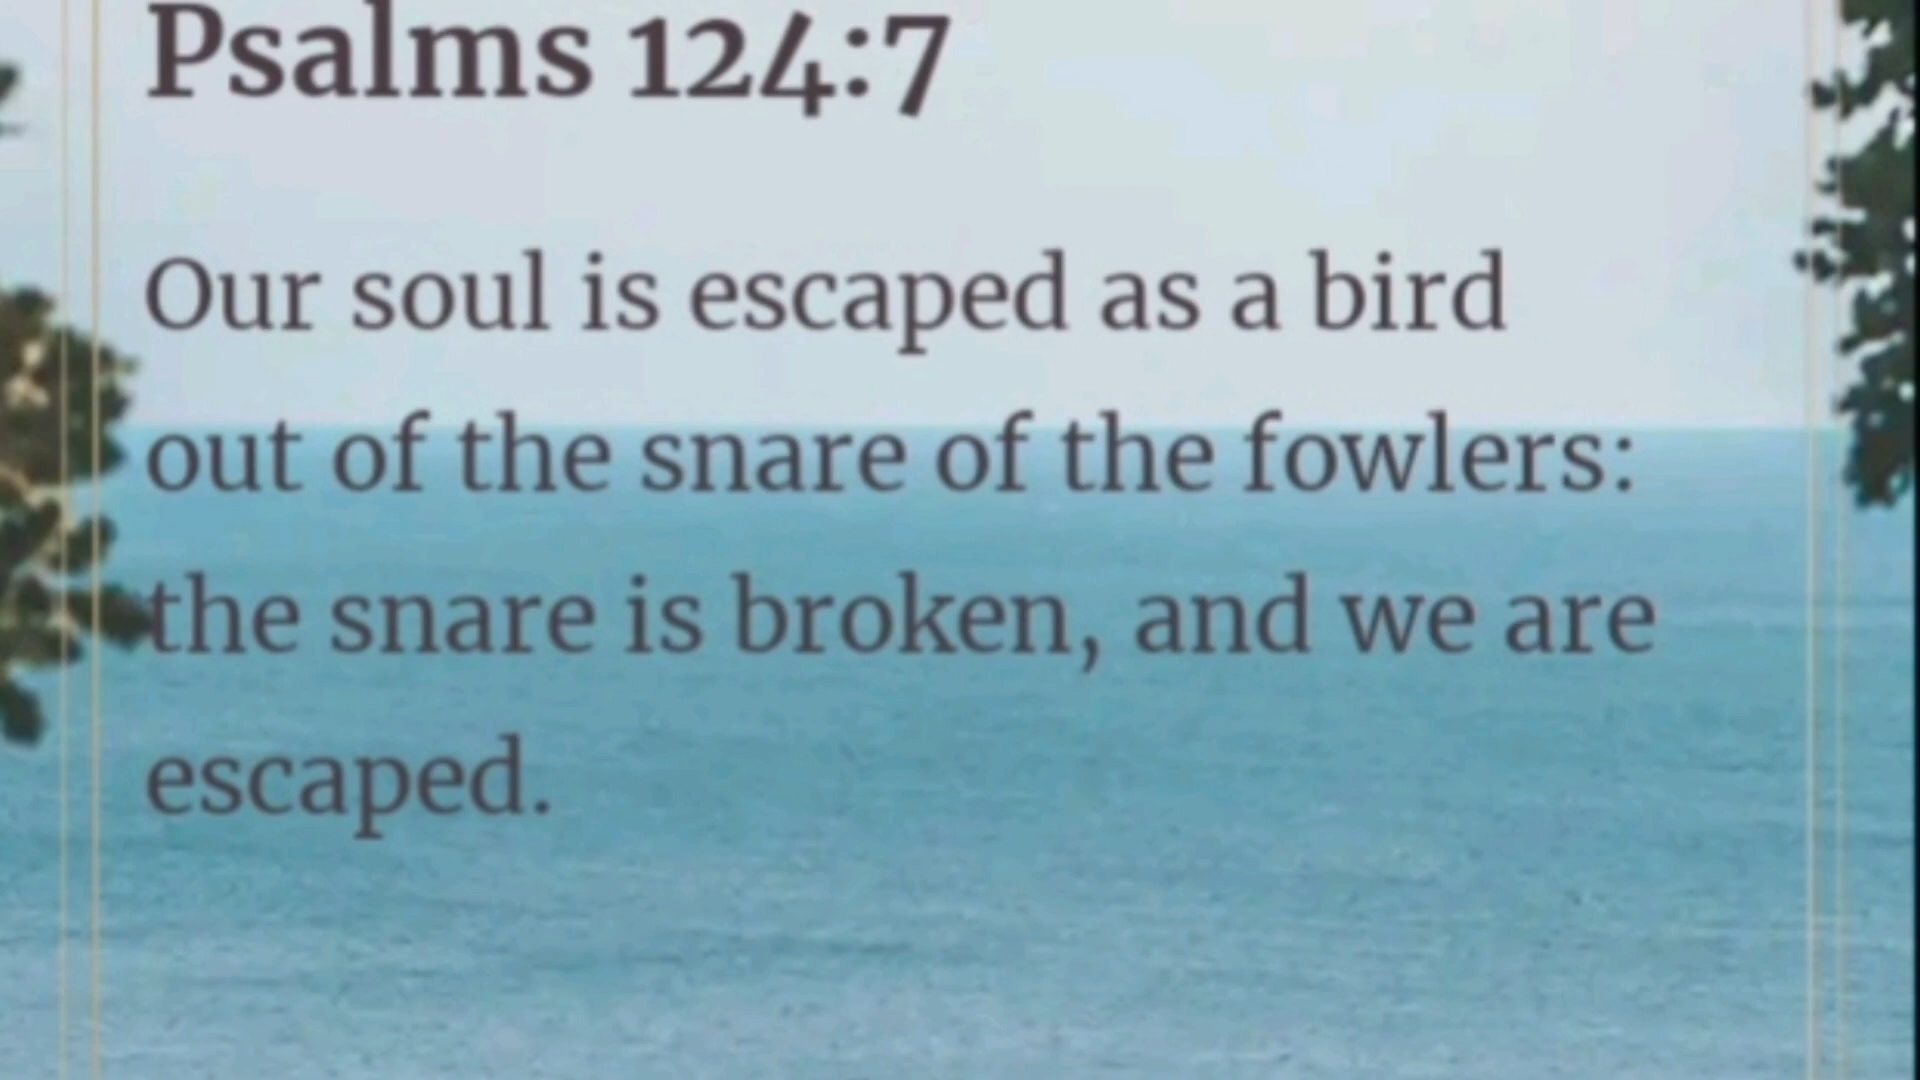 Psalms 124:7
Our soul is escaped as a bird
out of the snare of the fowlers:
the snare is broken, and we are
escaped.